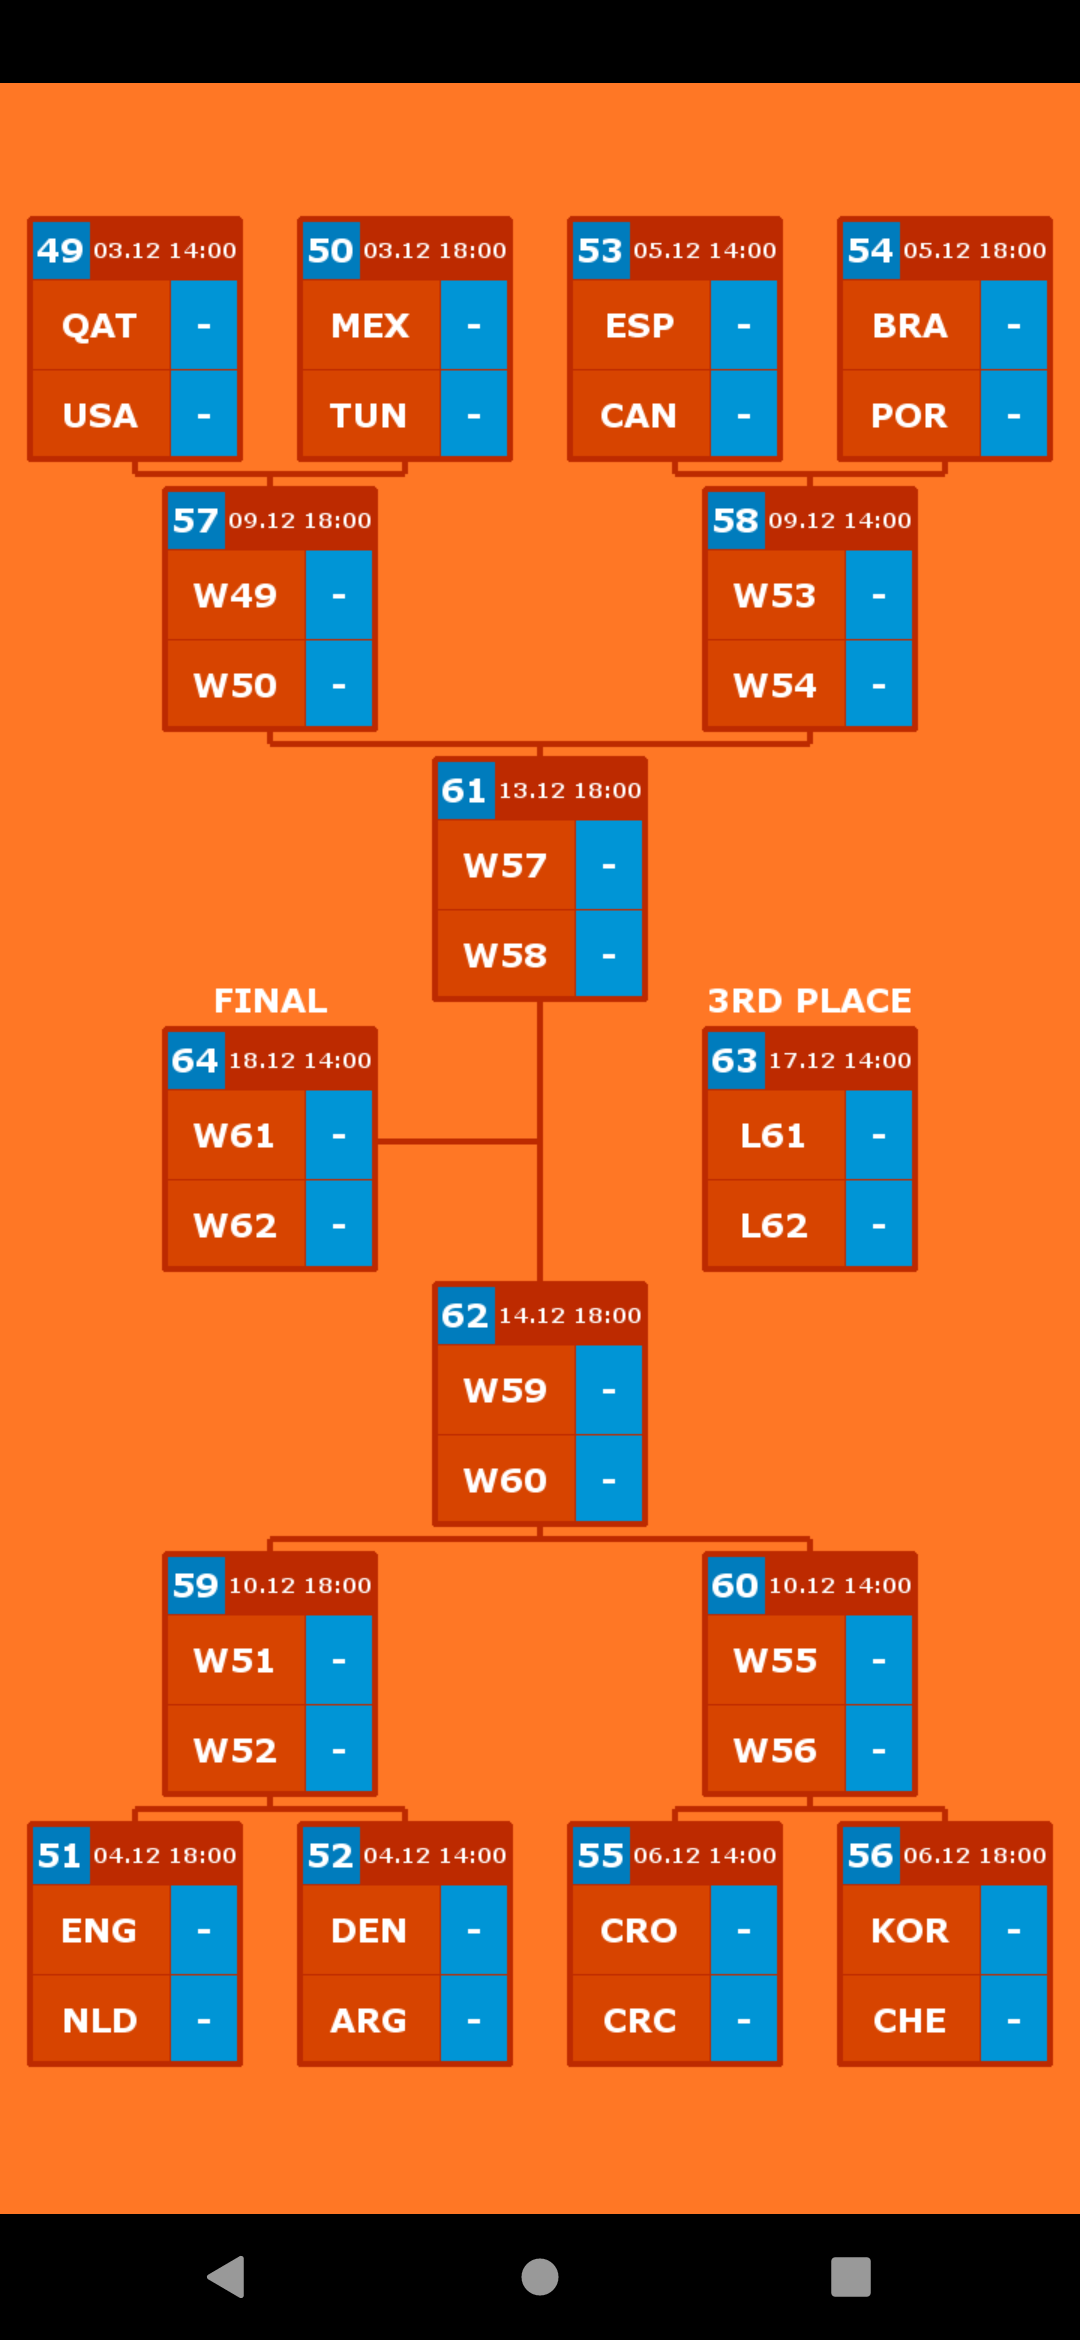 49 03.12 14:00
QAT -
USA -
50 03.12 18:00
MEX -
TUN -
53 05.12 14:00
ESP -
CAN -
54 05.12 18:00
BRA -
POR -
57 09.12 18:00
W49 -
W50 -
58 09.12 14:00
W53 -
W54 -
61 13.12 18:00
W57 -
W58 -
FINAL
64 18.12 14:00
W61 -
W62 -
3RD PLACE
63 17.12 14:00
L61 -
L62 -
62 14.12 18:00
W59 -
W60 -
59 10.12 18:00
W51 -
W52 -
60 10.12 14:00
W55 -
W56 -
51 04.12 18:00
ENG -
NLD -
52 04.12 14:00
DEN -
ARG -
55 06.12 14:00
CRO -
CRC -
56 06.12 18:00
KOR -
CHE -